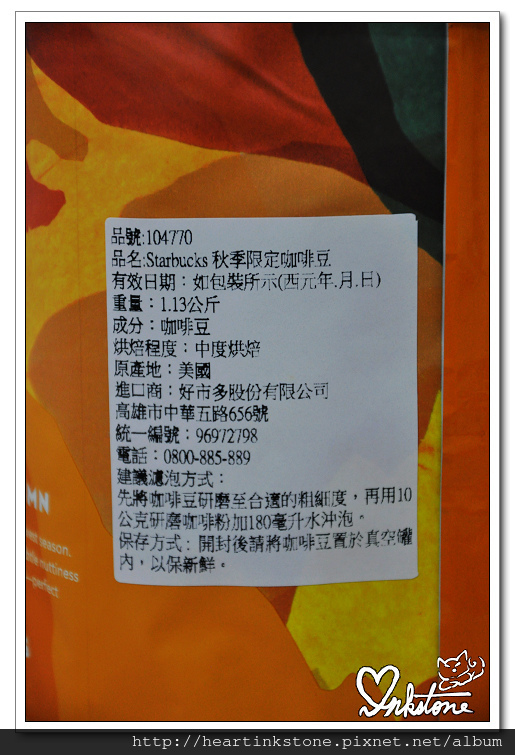 品號:104770
品名:Starbucks 秋季限定咖啡豆
有效日期：如包裝所示(西元年.月.日)
重量：1.13公斤
成分：咖啡豆
烘焙程度：中度烘焙
原產地：美國
進口商：好市多股份有限公司
高雄市中華五路656號
統一編號：96972798
電話：0800-885-889
建議濾泡方式：
先將咖啡豆研磨至合適的粗細度，再用10
公克研磨咖啡粉加180毫升水沖泡。
保存方式：開封後請將咖啡豆置於真空罐
內，以保新鮮。
MN
season.
nuttiness
perfect
Inkstone
http://heartinkstone.pixnet.net/album